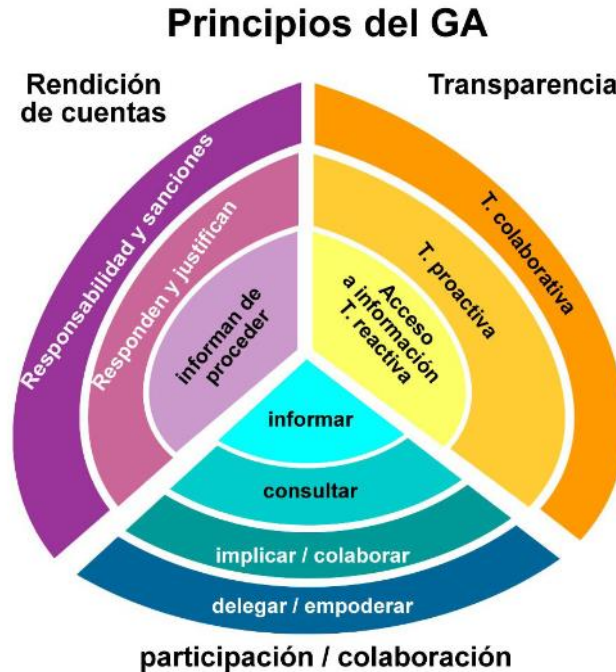 Principios del GA
Rendición
de cuentas
Transparencia
Responsabilidad y sanciones
Responden y justifican
informan de
proceder
T. colaborativa
T. proactiva
Acceso
a información
T. reactiva
informar
consultar
implicar / colaborar
delegar / empoderar
participación / colaboración